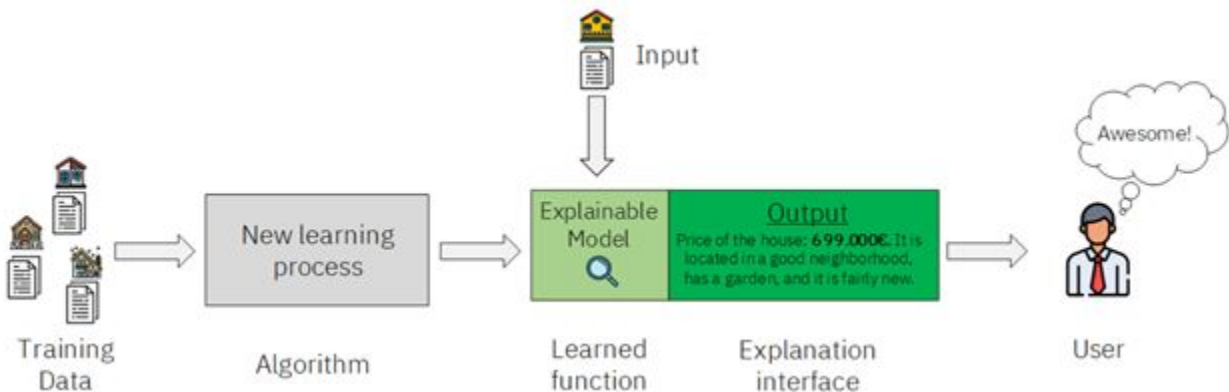 Input
Awesome!
New learning
process
Explainable
Model
Output
Price of the house: 699.000€. It is
located in a good neighborhood,
has a garden, and it is fairly new.
Training
Data
Algorithm
Learned
function
Explanation
interface
User